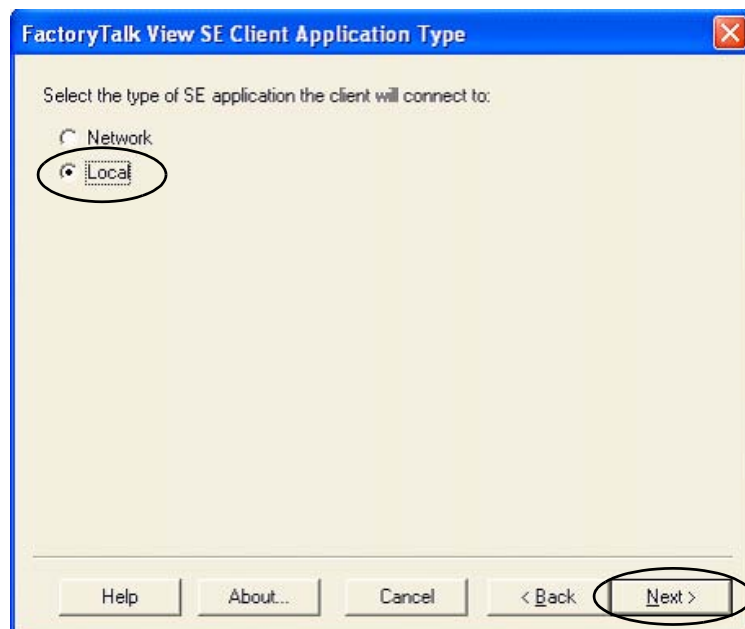 FactoryTalk View SE Client Application Type
Select the type of SE application the client will connect to:
Network
Local
Help About... Cancel < Back Next >